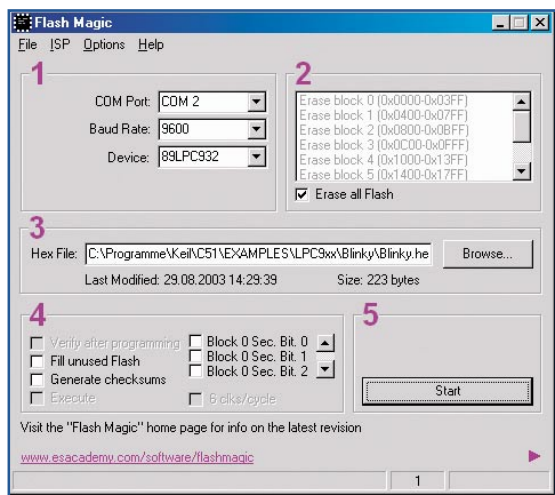 Flash Magic
File ISP Options Help
1
COM Port: COM 2
Baud Rate: 9600
Device: 89LPC932
2
Erase block 0 (0x0000-0x03FF)
Erase block 1 (0x0400-0x07FF)
Erase block 2 (0x0800-0x0BFF)
Erase block 3 (0x0C00-0x0FFF)
Erase block 4 (0x1000-0x13FF)
Erase block 5 (0x1400-0x17FF)
Erase all Flash
3
Hex File: C:\Programme\Keil\C51\EXAMPLES\LPC9xx\Blinky\Blinky.he Browse...
Last Modified: 29.08.2003 14:29:39 Size: 223 bytes
4
Verify after programming
Fill unused Flash
Generate checksums
Execute
Block 0 Sec. Bit. 0
Block 0 Sec. Bit. 1
Block 0 Sec. Bit. 2
6 clks/cycle
5
Start
Visit the "Flash Magic" home page for info on the latest revision
www.esacademy.com/software/flashmagic
1